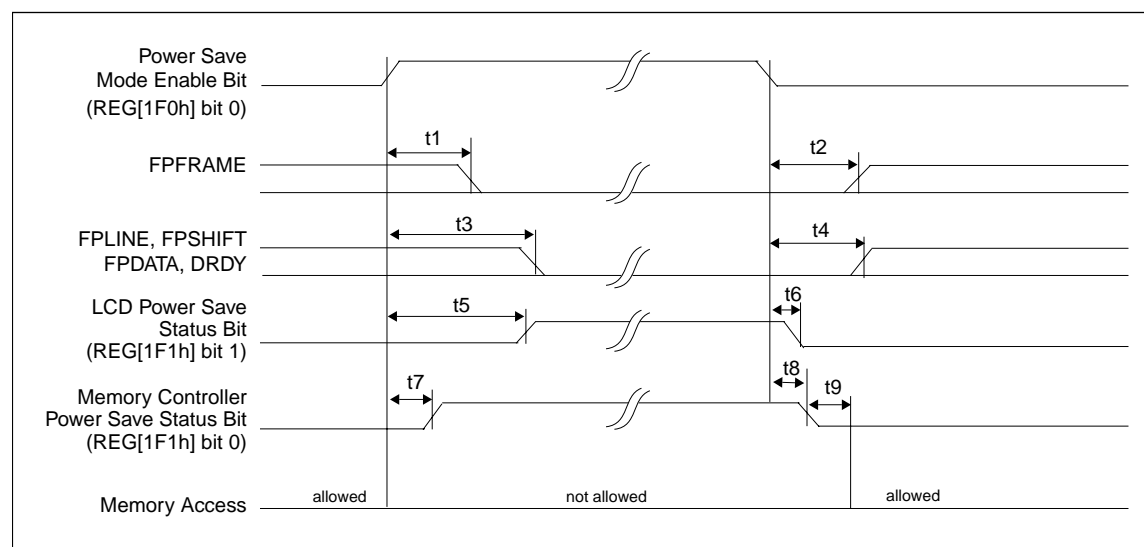 Power Save
Mode Enable Bit
(REG[1F0h] bit 0)
t1
t2
FPFRAME
t3
t4
FPLINE, FPSHIFT
FPDATA, DRDY
t5
t6
LCD Power Save
Status Bit
(REG[1F1h] bit 1)
t7
t8
t9
Memory Controller
Power Save Status Bit
(REG[1F1h] bit 0)
allowed
not allowed
allowed
Memory Access